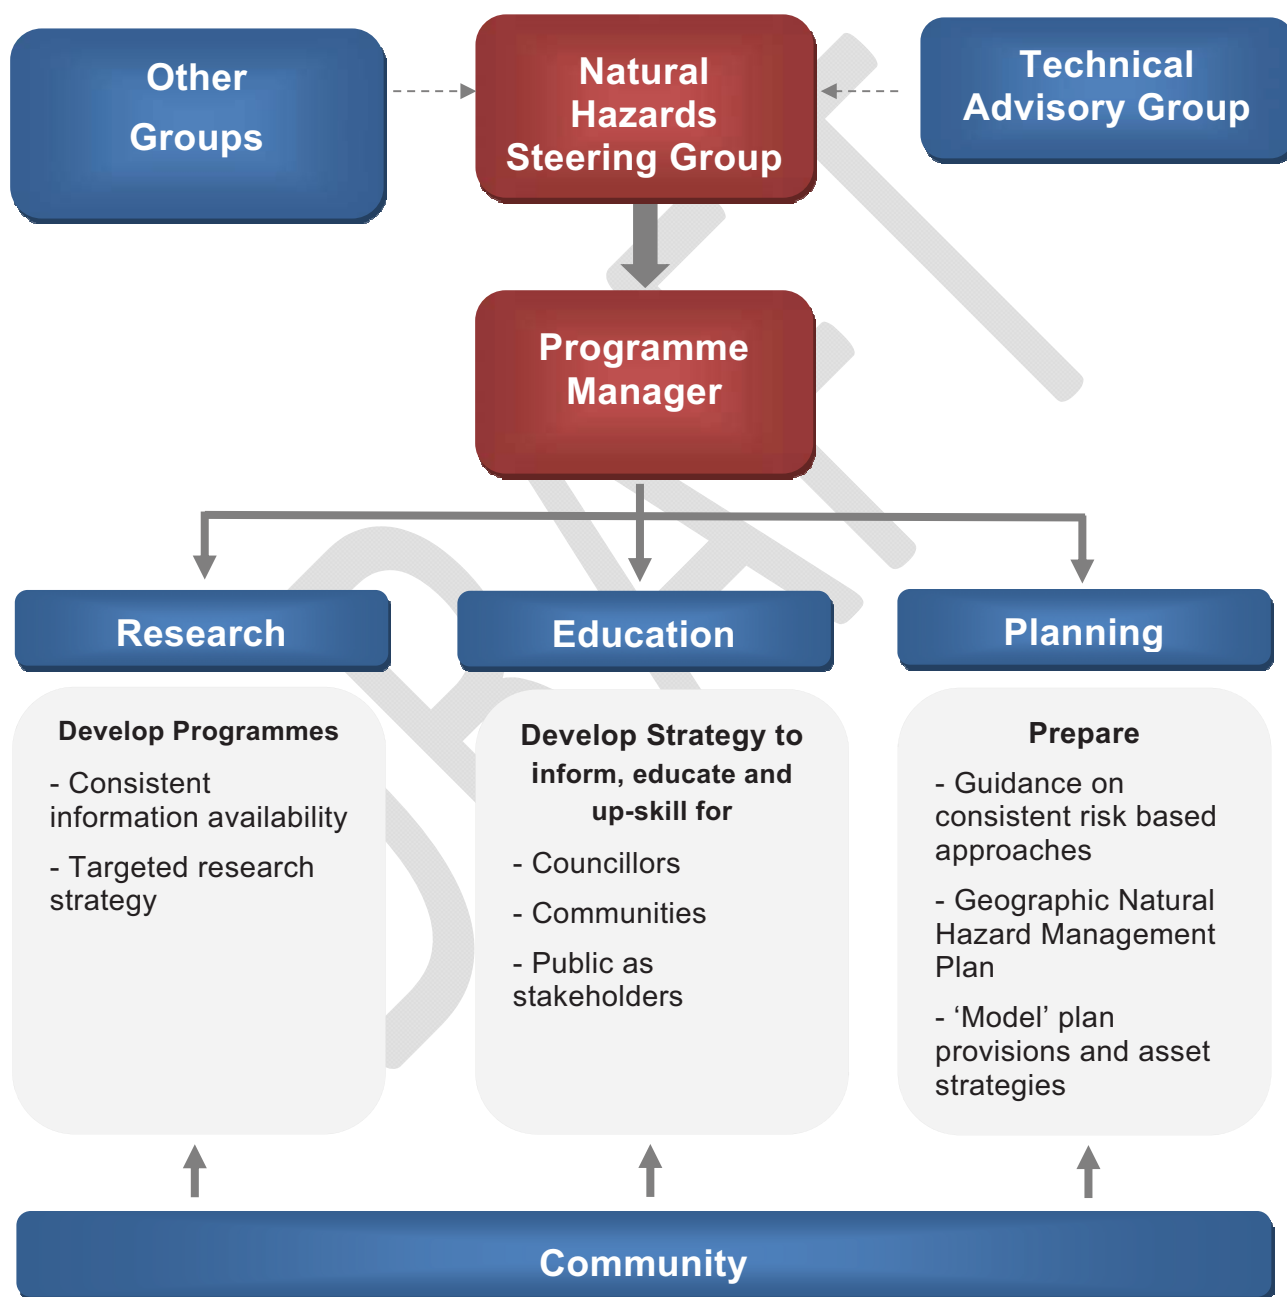 Other
Groups
Natural
Hazards
Steering Group
Technical
Advisory Group
Programme
Manager
Research
Education
Planning
Develop Programmes
- Consistent
information availability
- Targeted research
strategy
Develop Strategy to
inform, educate and
up-skill for
- Councillors
- Communities
- Public as
stakeholders
Prepare
- Guidance on
consistent risk based
approaches
- Geographic Natural
Hazard Management
Plan
- ‘Model’ plan
provisions and asset
strategies
Community
DRAFT